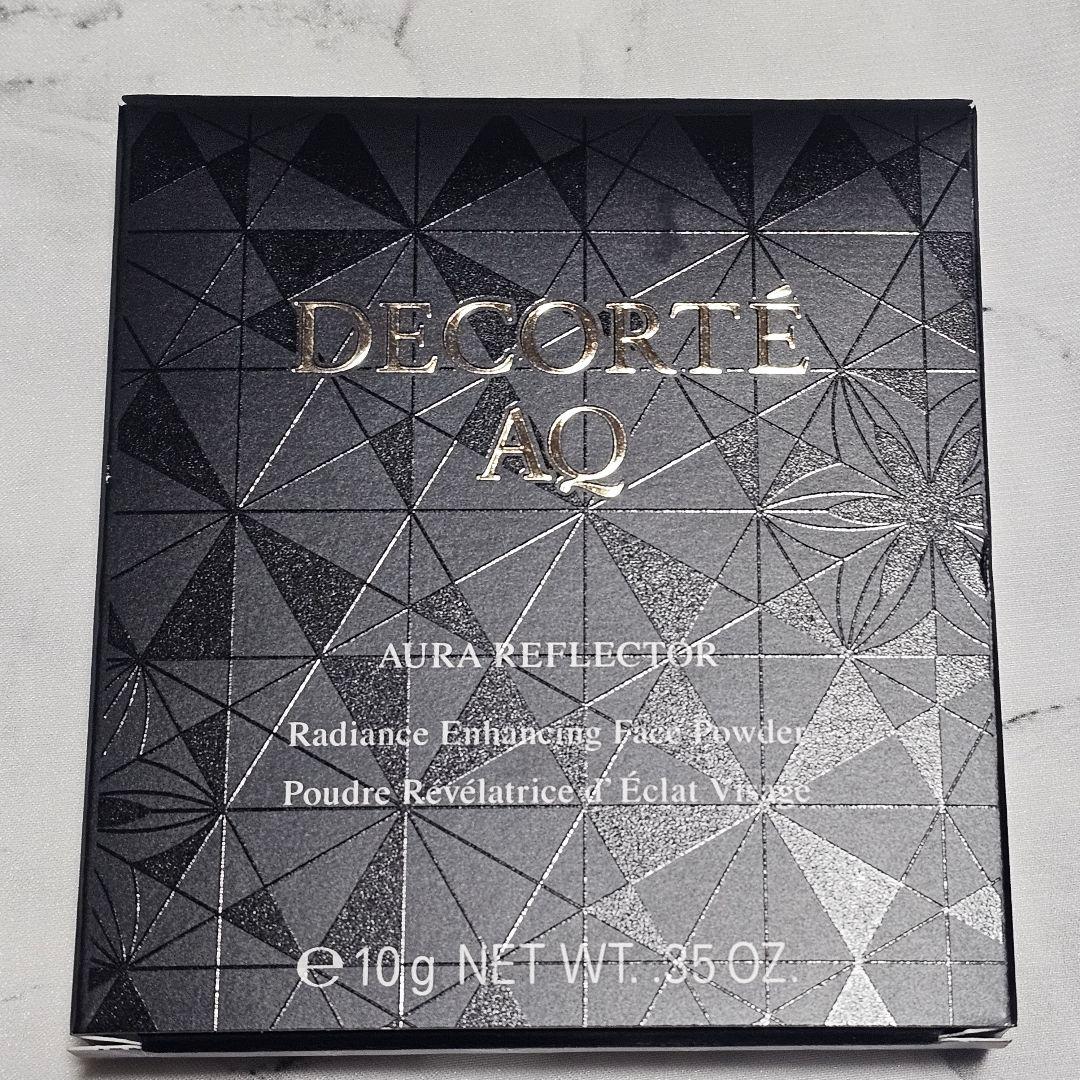 DECORTÉ
AQ
AURA REFLECTOR
Radiance Enhancing Face Powder
Poudre Révélatrice d' Éclat Visage
℮ 10g NET WT. .35 OZ.